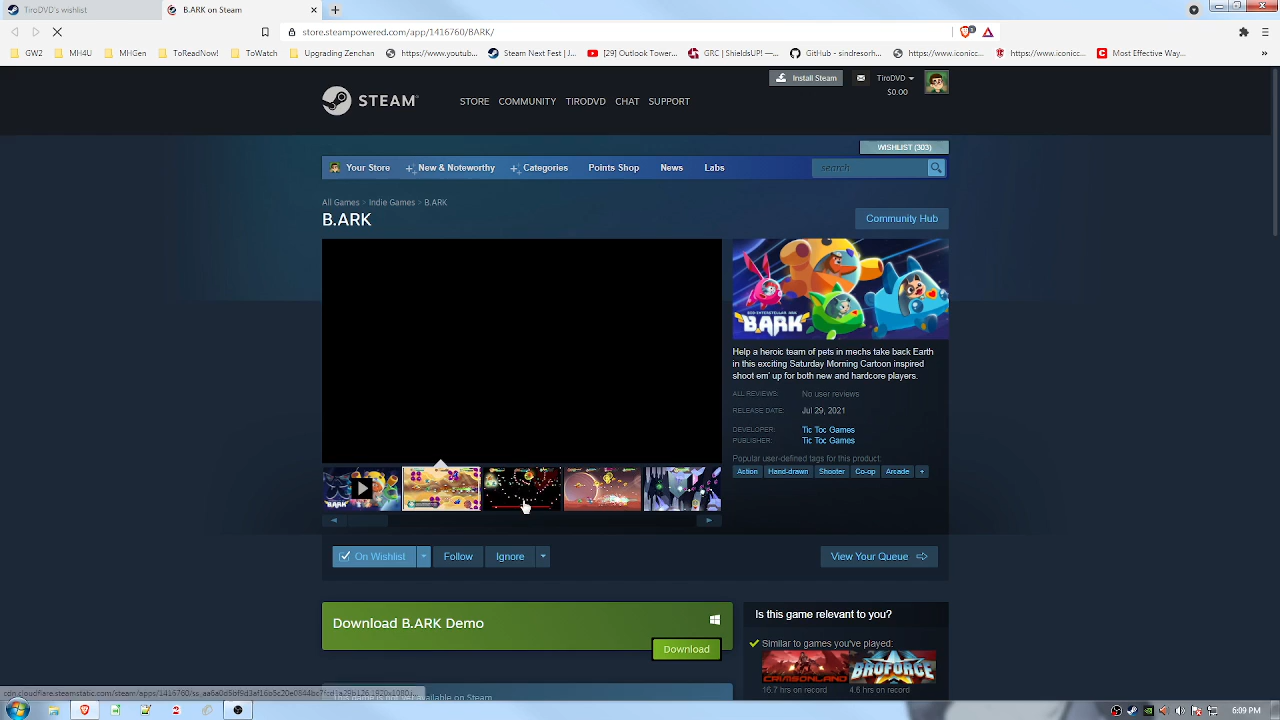 TiroDVD's wishlist
B.ARK on Steam
store.steampowered.com/app/1416760/BARK/
GW2
MH4U
MHGen
ToReadNow!
ToWatch
Upgrading Zenchan
https://www.youtub...
Steam Next Test | J...
[30] Outlook Tower...
GRC | ShieldsUP! —...
GitHub - sindresorh...
https://www.iconicc...
https://www.iconicc...
Most Effective Way...
Install Steam
TiroDVD
$0.00
STEAM
STORE
COMMUNITY
TIRODVD
CHAT
SUPPORT
WISHLIST (303)
Your Store
New & Noteworthy
Categories
Points Shop
News
Labs
search
All Games > Indie Games > B.ARK
B.ARK
Community Hub
BARK
Help a heroic team of pets in mechs take back Earth
in this exciting Saturday Morning Cartoon inspired
shoot em' up for both new and hardcore players.
ALL REVIEWS: No user reviews
RELEASE DATE: Jul 29, 2021
DEVELOPER: Tic Toc Games
PUBLISHER: Tic Toc Games
Popular user-defined tags for this product:
Action
Hand-drawn
Shooter
Co-op
Arcade
+
On Wishlist
Follow
Ignore
View Your Queue
Download B.ARK Demo
Download
Is this game relevant to you?
Similar to games you've played:
CRIMSONLAND
BROFORCE
16.7 hrs on record
4.6 hrs on record
6:09 PM